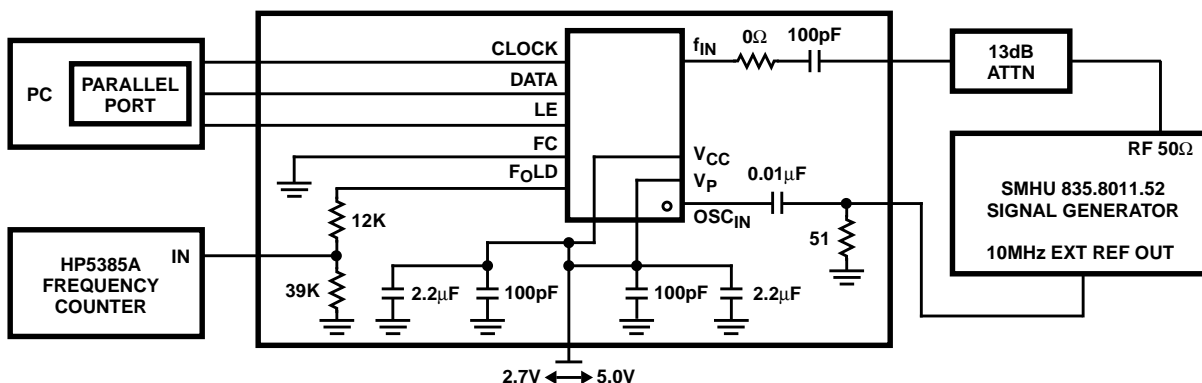 CLOCK
DATA
LE
FC
FOLD
fIN
0Ω
100pF
VCC
VP
OSCIN
0.01μF
51
PC
PARALLEL
PORT
13dB
ATTN
RF 50Ω
SMHU 835.8011.52
SIGNAL GENERATOR
10MHz EXT REF OUT
12K
39K
IN
HP5385A
FREQUENCY
COUNTER
2.2μF
100pF
100pF
2.2μF
2.7V
5.0V